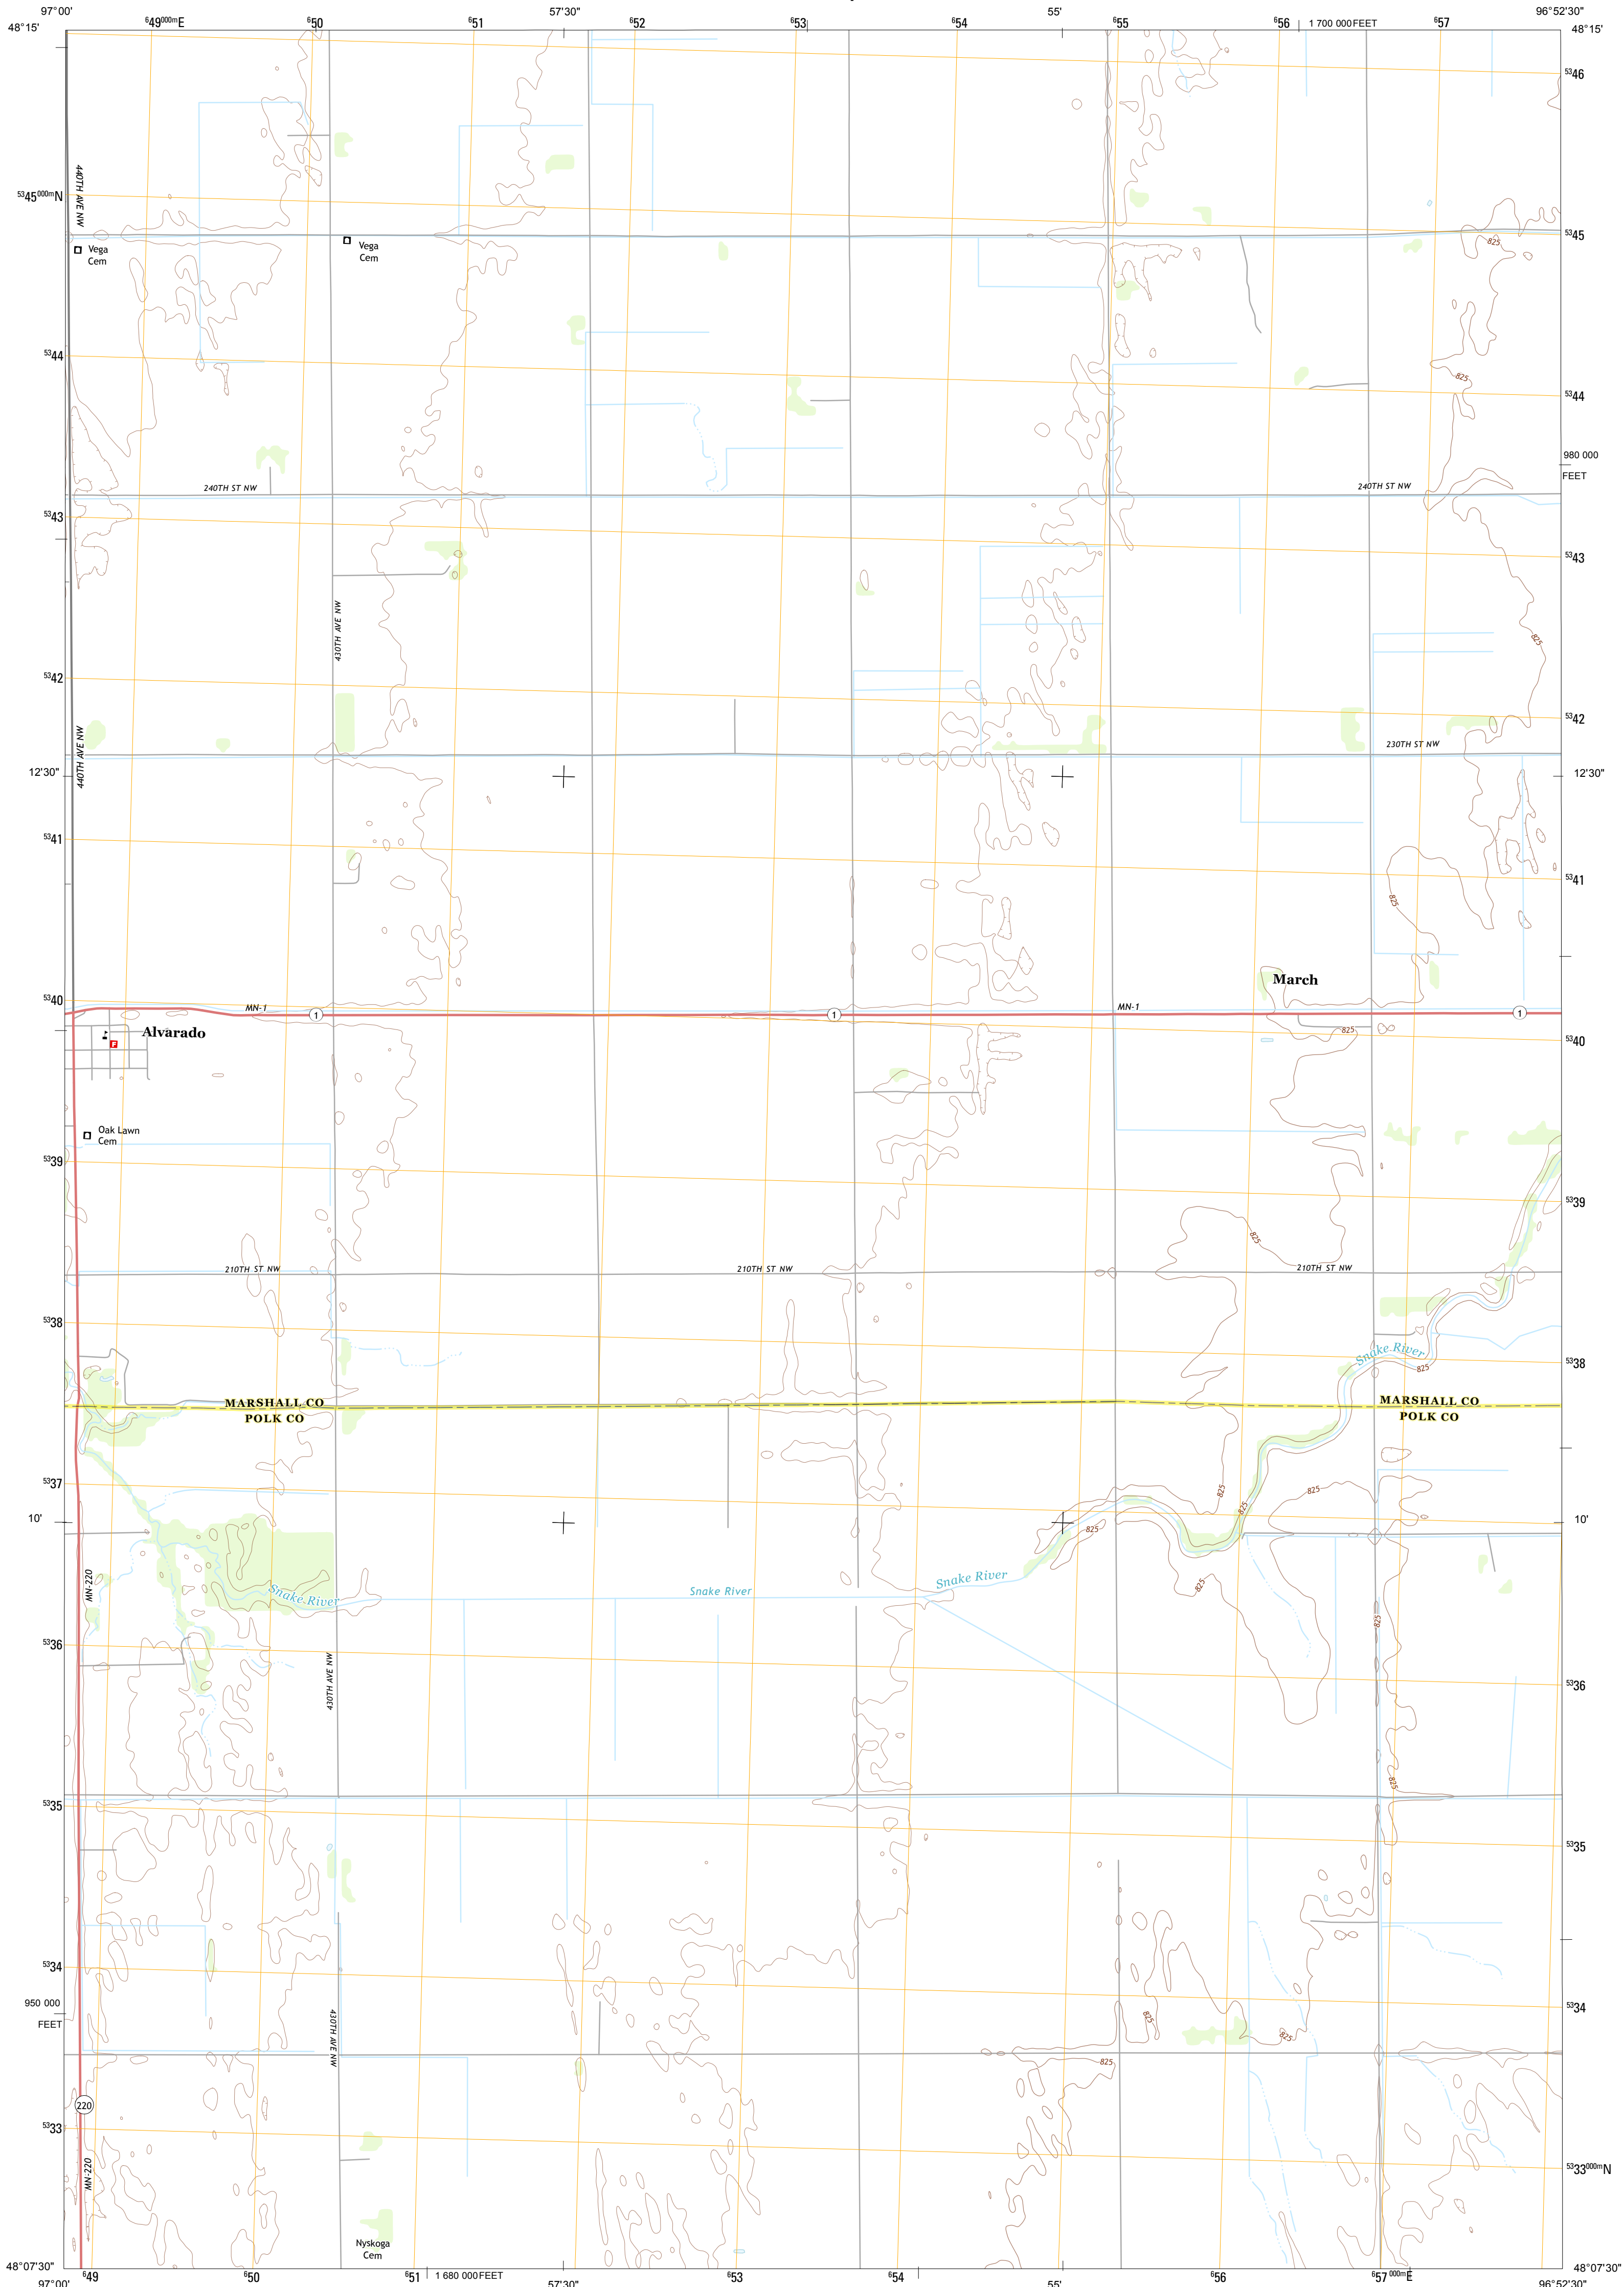 97°00'
⁶49⁰⁰⁰ᵐE
⁶50
⁶51
57'30"
⁶52
⁶53
⁶54
55'
⁶55
⁶56
1 700 000 FEET
⁶57
96°52'30"
48°15'
48°15'
⁵³46
440TH AVE NW
⁵³45⁰⁰⁰ᵐN
⁵³45
825
Vega
Cem
Vega
Cem
⁵³44
825
⁵³44
980 000
FEET
240TH ST NW
240TH ST NW
⁵³43
⁵³43
430TH AVE NW
825
⁵³42
⁵³42
440TH AVE NW
230TH ST NW
12'30"
12'30"
⁵³41
⁵³41
825
March
⁵³40
MN-1
1
1
MN-1
1
825
Alvarado
F
⁵³40
Oak Lawn
Cem
⁵³39
⁵³39
825
210TH ST NW
210TH ST NW
210TH ST NW
⁵³38
Snake River
825
⁵³38
MARSHALL CO
POLK CO
MARSHALL CO
POLK CO
⁵³37
825
825
825
825
10'
10'
MN-220
Snake River
Snake River
Snake River
825
825
⁵³36
430TH AVE NW
⁵³36
825
⁵³35
⁵³35
⁵³34
950 000
FEET
⁵³34
430TH AVE NW
825
825
825
220
⁵³33
MN-220
⁵³33⁰⁰⁰ᵐN
Nyskoga
Cem
48°07'30"
48°07'30"
97°00'
⁶49
⁶50
⁶51
1 680 000 FEET
57'30"
⁶53
⁶54
55'
⁶56
⁶57⁰⁰⁰ᵐE
96°52'30"